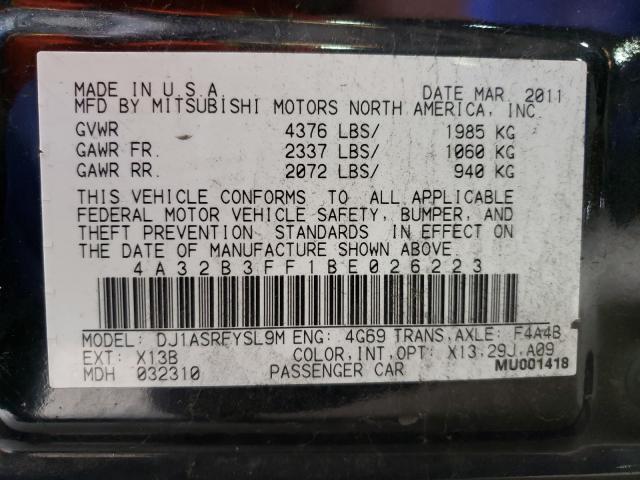 MADE IN U.S.A DATE MAR 2011
MFD BY MITSUBISHI MOTORS NORTH AMERICA, INC.
GVWR 4376 LBS/ 1985 KG
GAWR FR. 2337 LBS/ 1060 KG
GAWR RR. 2072 LBS/ 940 KG
THIS VEHICLE CONFORMS TO ALL APPLICABLE
FEDERAL MOTOR VEHICLE SAFETY, BUMPER, AND
THEFT PREVENTION STANDARDS IN EFFECT ON
THE DATE OF MANUFACTURE SHOWN ABOVE.
4A32B3FF1BE026223
MODEL: DJ1ASRFYSL9M ENG: 4G69 TRANS,AXLE: F4A4B
EXT: X13B COLOR,INT,OPT: X13,29J,A09
MDH 032310 PASSENGER CAR MU001418